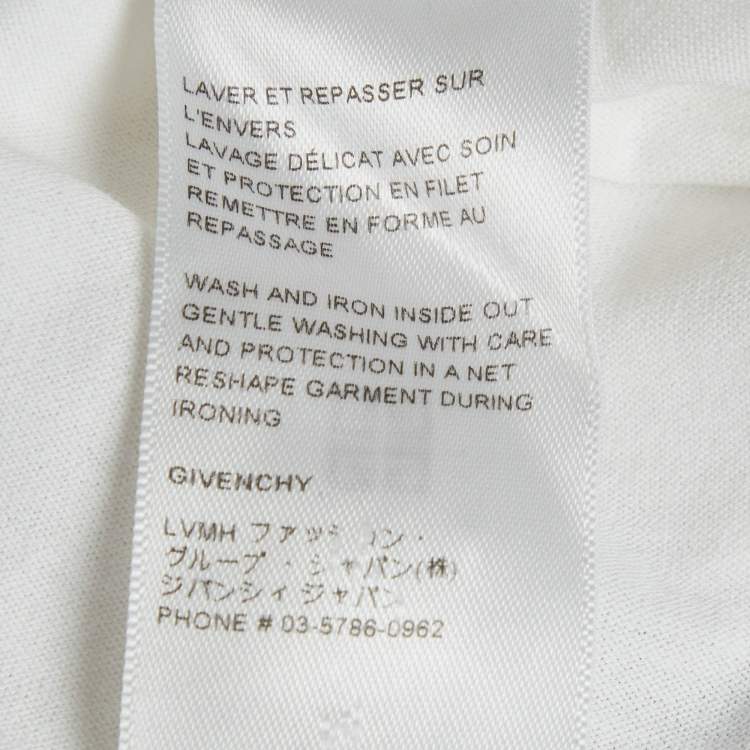 LAVER ET REPASSER SUR
L'ENVERS
LAVAGE DÉLICAT AVEC SOIN
ET PROTECTION EN FILET
REMETTRE EN FORME AU
REPASSAGE
WASH AND IRON INSIDE OUT
GENTLE WASHING WITH CARE
AND PROTECTION IN A NET
RESHAPE GARMENT DURING
IRONING
GIVENCHY
LVMH ファッション・
グループ・ジャパン(株)
ジバンシィ ジャパン
PHONE # 03-5786-0962